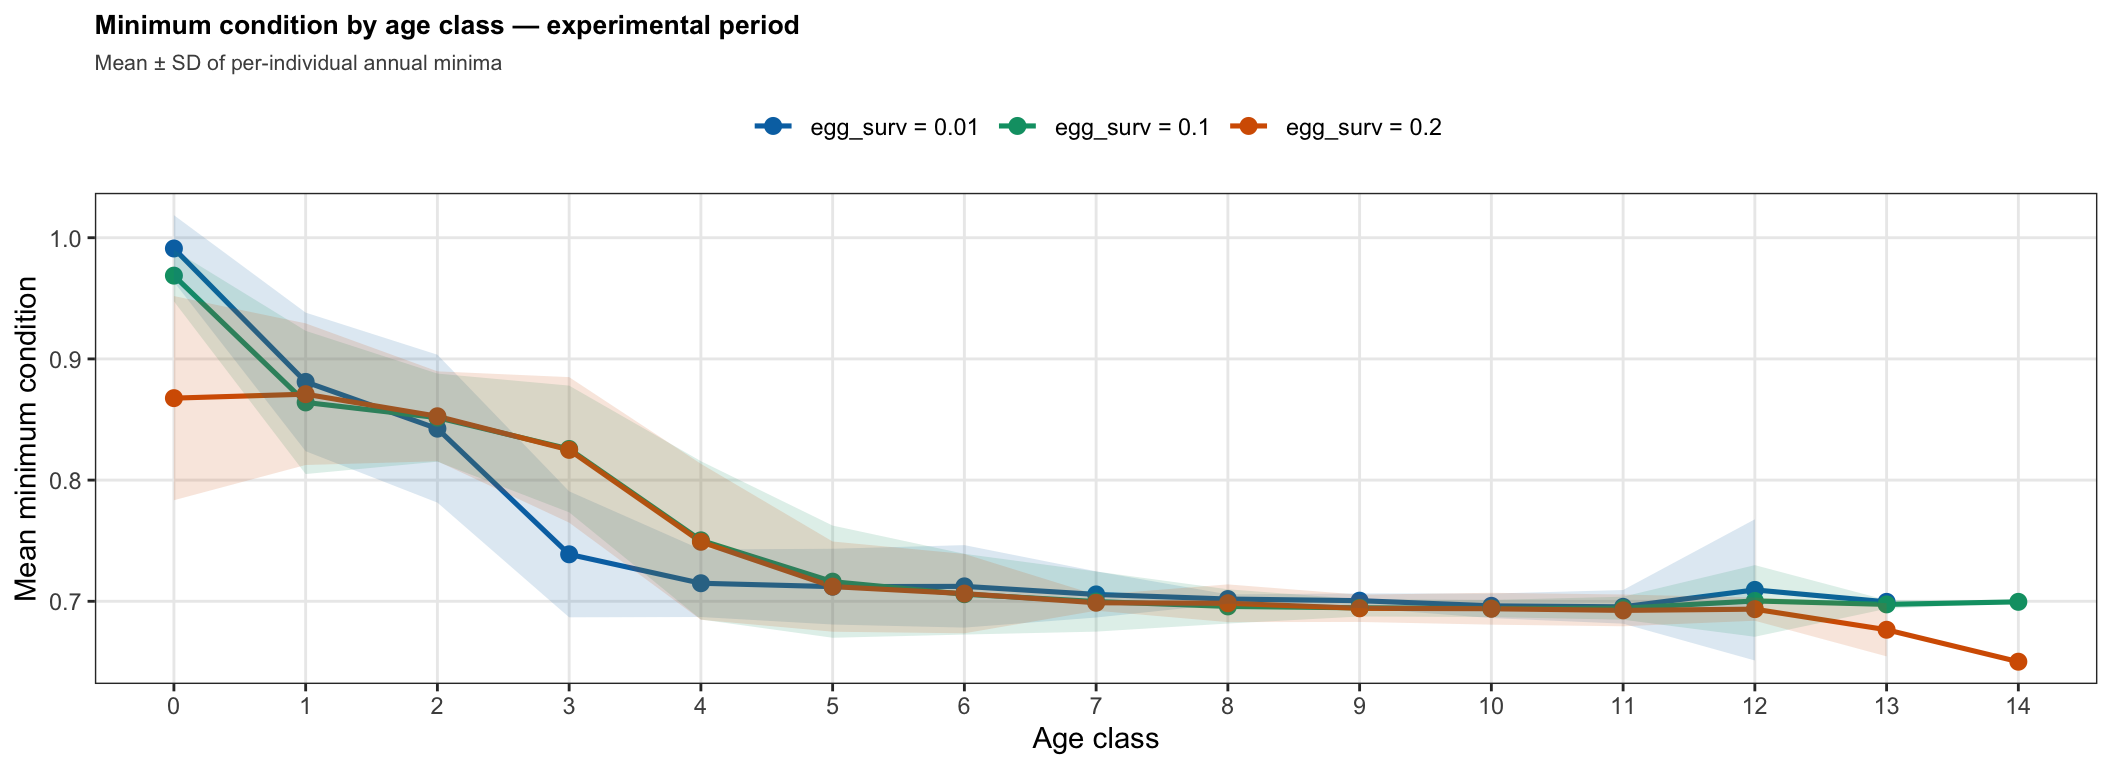 Minimum condition by age class — experimental period
Mean ± SD of per-individual annual minima
egg_surv = 0.01 egg_surv = 0.1 egg_surv = 0.2
Mean minimum condition
1.0
0.9
0.8
0.7
0 1 2 3 4 5 6 7 8 9 10 11 12 13 14
Age class